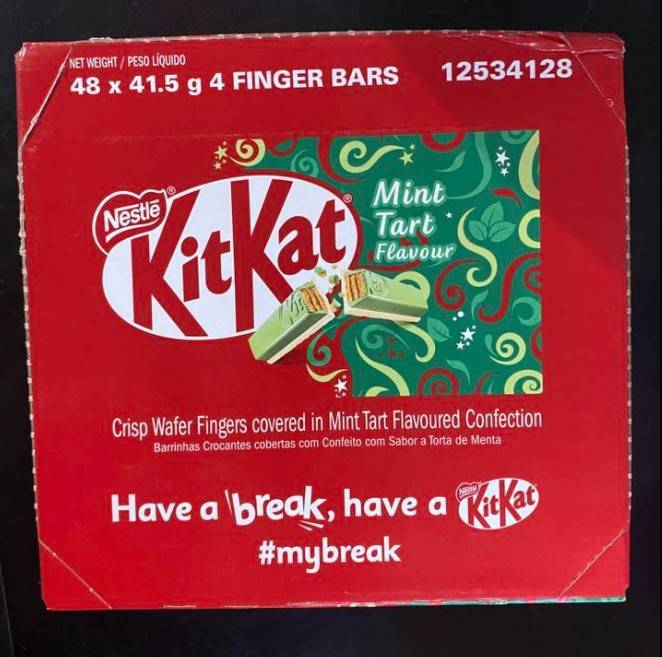 NET WEIGHT / PESO LÍQUIDO
48 x 41.5 g 4 FINGER BARS
12534128
Nestlé®
KitKat®
Mint
Tart
Flavour
Crisp Wafer Fingers covered in Mint Tart Flavoured Confection
Barrinhas Crocantes cobertas com Confeito com Sabor a Torta de Menta
Have a break, have a Nestlé KitKat
#mybreak